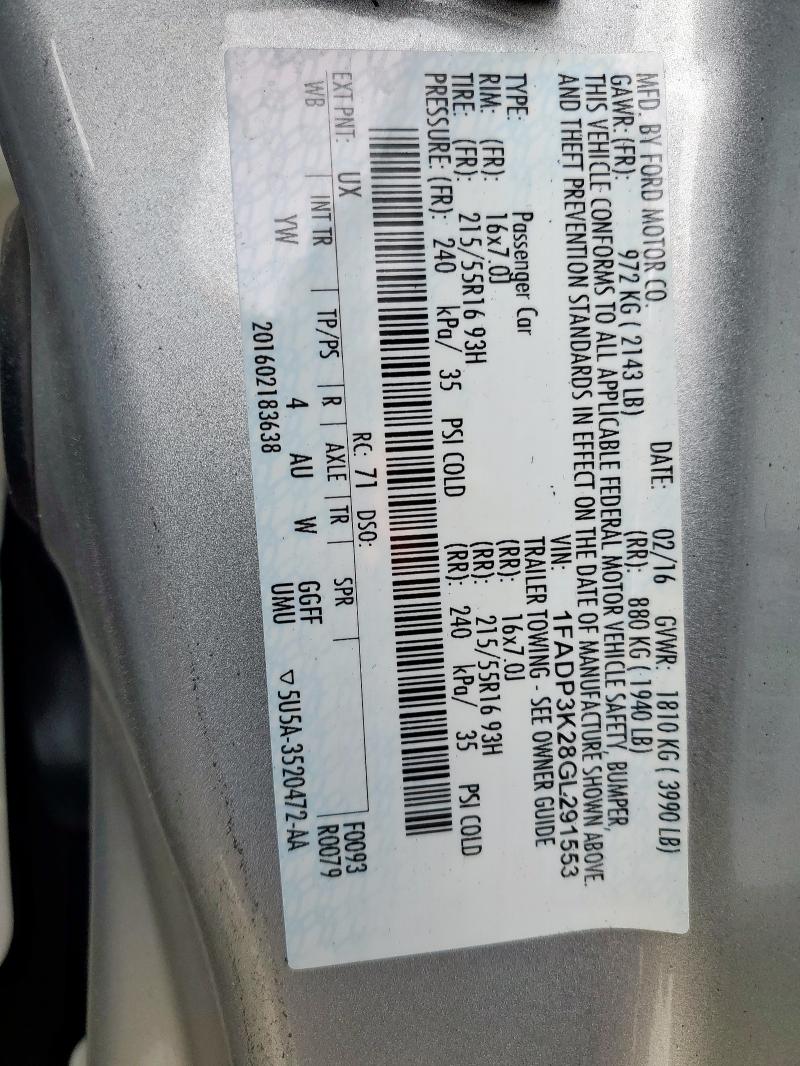 MFD. BY FORD MOTOR CO.
DATE: 02/16 GVWR: 1810 KG ( 3990 LB)
GAWR: (FR): 972 KG ( 2143 LB) (RR): 880 KG ( 1940 LB)
THIS VEHICLE CONFORMS TO ALL APPLICABLE FEDERAL MOTOR VEHICLE SAFETY, BUMPER,
AND THEFT PREVENTION STANDARDS IN EFFECT ON THE DATE OF MANUFACTURE SHOWN ABOVE.
VIN: 1FADP3K28GL291553
TYPE: Passenger Car TRAILER TOWING - SEE OWNER GUIDE
RIM: (FR): 16x7.0J (RR): 16x7.0J
TIRE: (FR): 215/55R16 93H (RR): 215/55R16 93H
PRESSURE: (FR): 240 kPa/ 35 PSI COLD (RR): 240 kPa/ 35 PSI COLD
EXT PNT: UX RC: 71 DSO: F0093
WB | INT TR | TP/PS | R | AXLE | TR | SPR R0079
YW 4 AU W GGFF
UMU
201602183638 ▽5U5A-3520472-AA